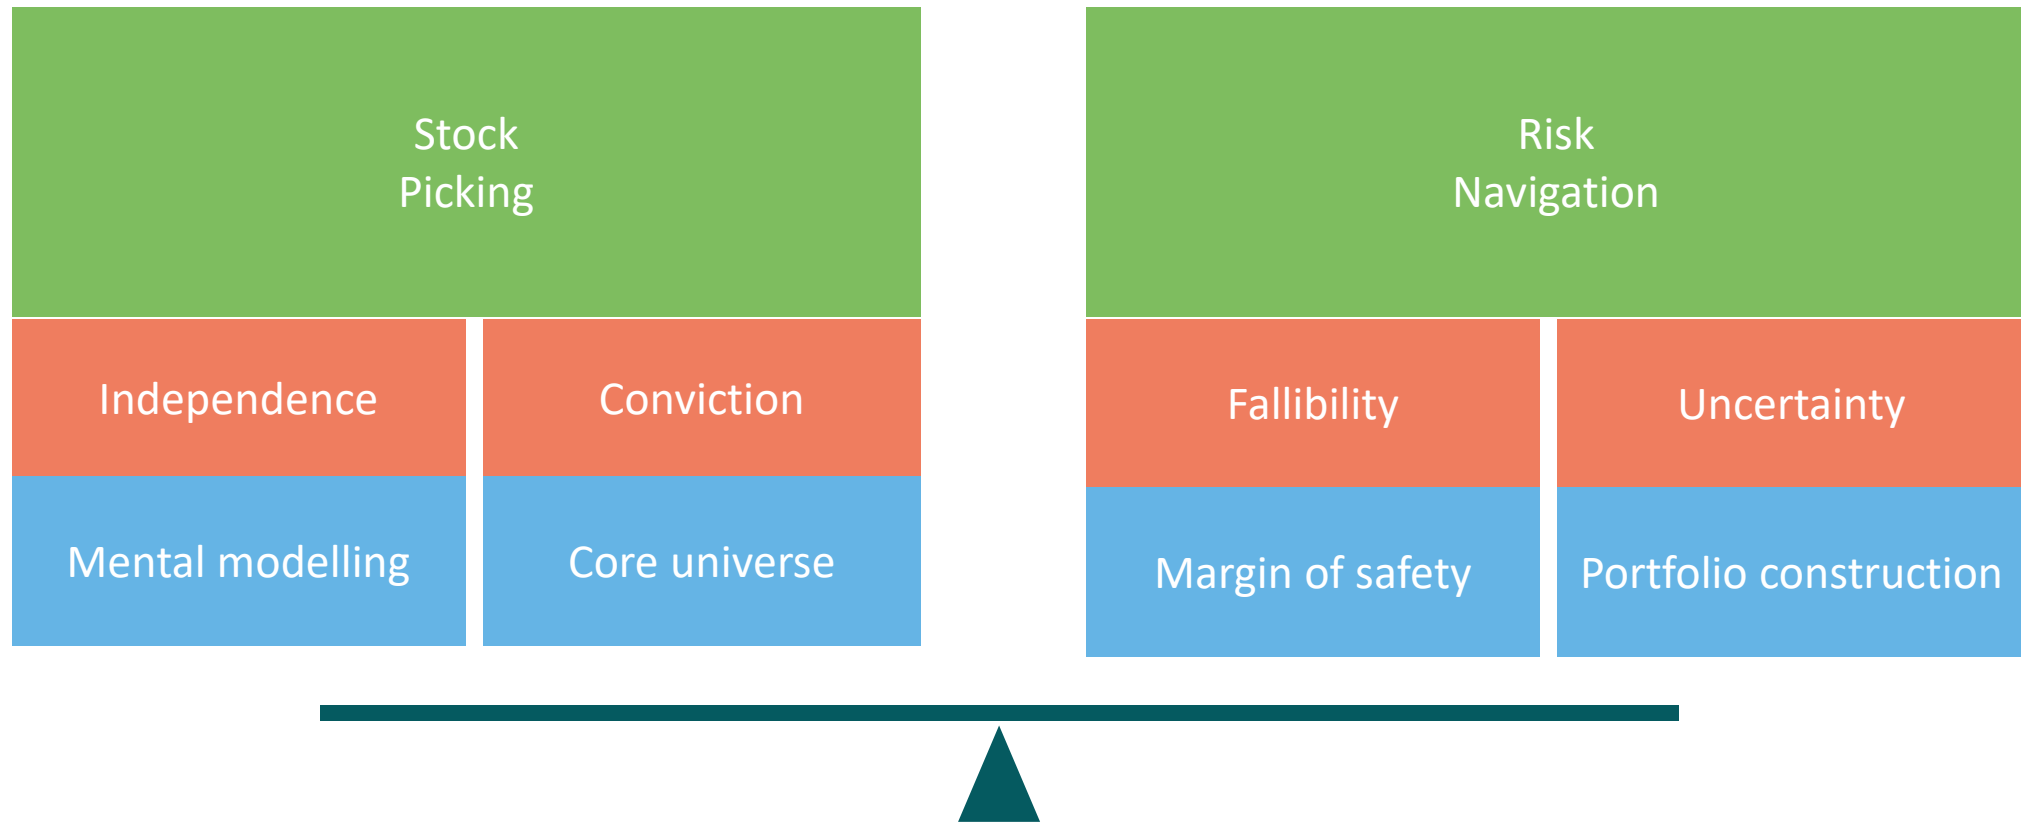 Stock
Picking
Risk
Navigation
Independence
Conviction
Fallibility
Uncertainty
Mental modelling
Core universe
Margin of safety
Portfolio construction